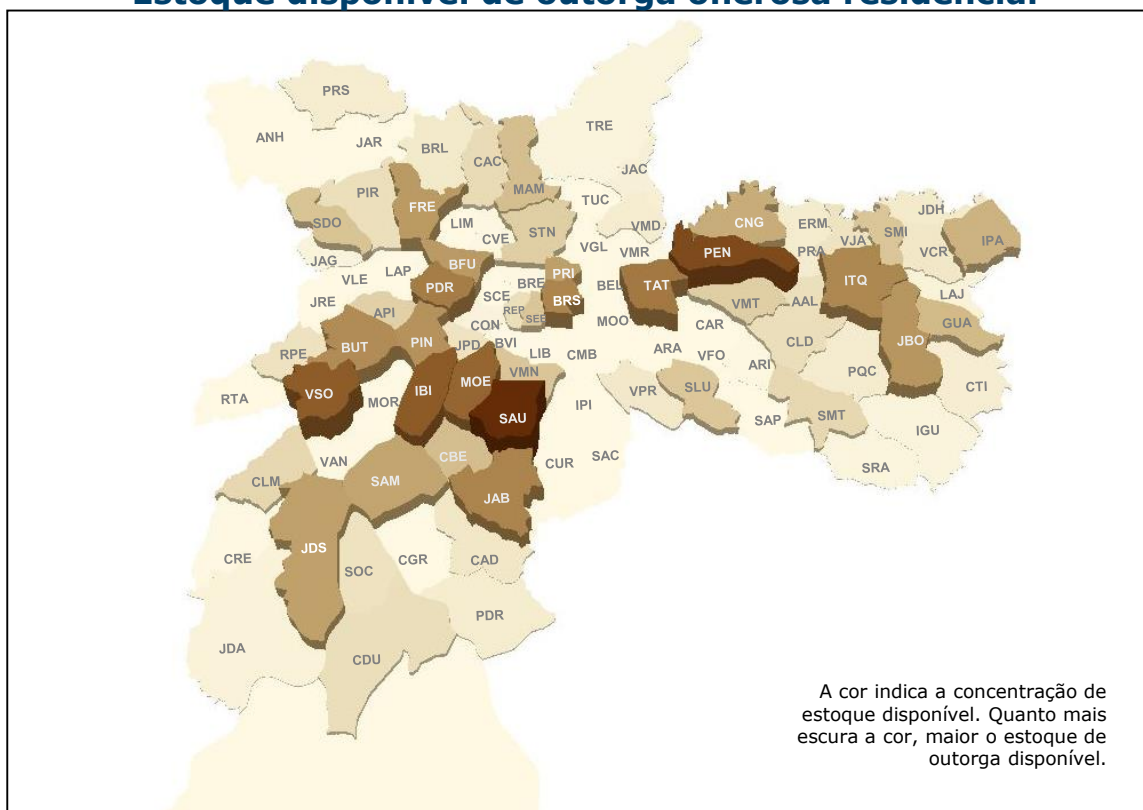 Estoque disponível de outorga onerosa residencial
PRS
ANH
JAR
BRL
CAC
TRE
JAC
PIR
FRE
MAM
TUC
SDO
LIM
STN
VMD
CNG
ERM
JDH
JAG
CVE
VGL
VMR
PEN
PRA
VJA
SMI
VCR
IPA
VLE
LAP
BFU
PRI
BRE
BEL
TAT
ITQ
JRE
PDR
SCE
BRS
VMT
AAL
LAJ
API
REP
SEE
MOO
CAR
GUA
CON
RPE
BUT
PIN
JPD
BVI
LIB
CMB
ARA
VFO
ARI
CLD
JBO
VSO
IBI
MOE
VMN
VPR
SLU
PQC
CTI
RTA
MOR
SAU
IPI
SAP
SMT
IGU
VAN
CBE
CUR
SAC
SRA
CLM
SAM
JAB
JDS
CRE
SOC
CGR
CAD
JDA
CDU
PDR
A cor indica a concentração de
estoque disponível. Quanto mais
escura a cor, maior o estoque de
outorga disponível.